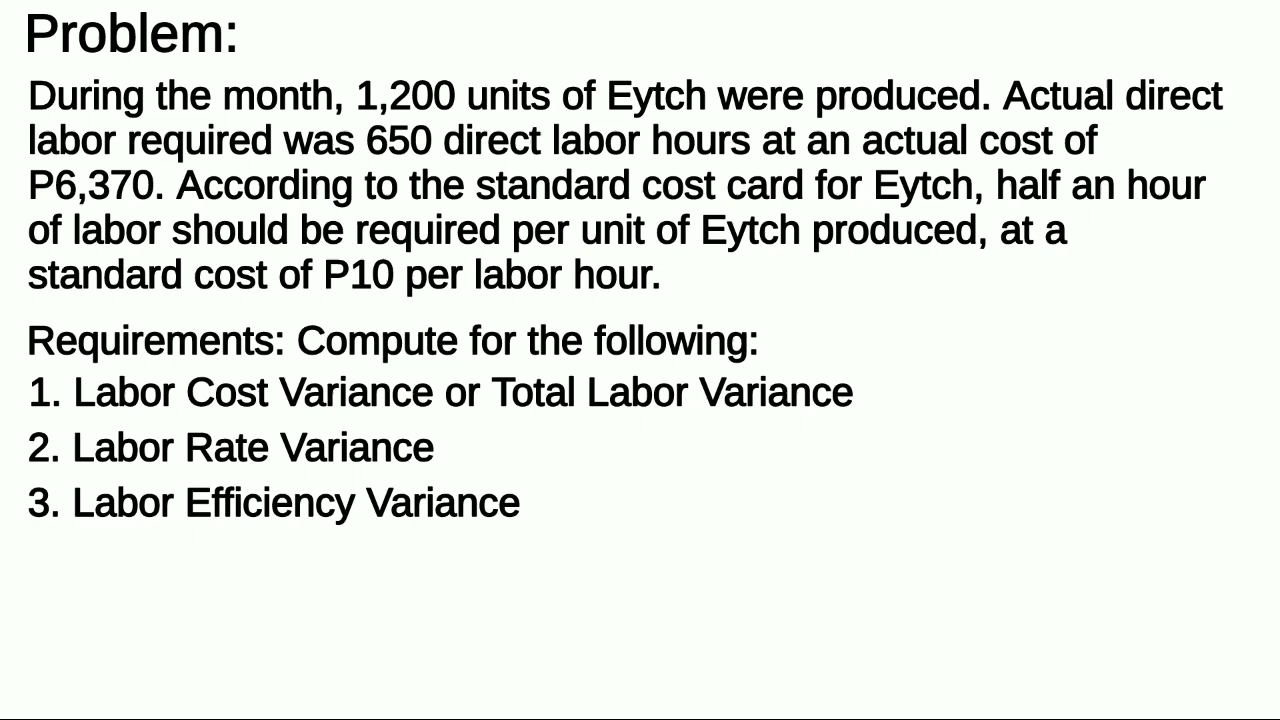 Problem:
During the month, 1,200 units of Eytch were produced. Actual direct
labor required was 650 direct labor hours at an actual cost of
P6,370. According to the standard cost card for Eytch, half an hour
of labor should be required per unit of Eytch produced, at a
standard cost of P10 per labor hour.
Requirements: Compute for the following:
1. Labor Cost Variance or Total Labor Variance
2. Labor Rate Variance
3. Labor Efficiency Variance